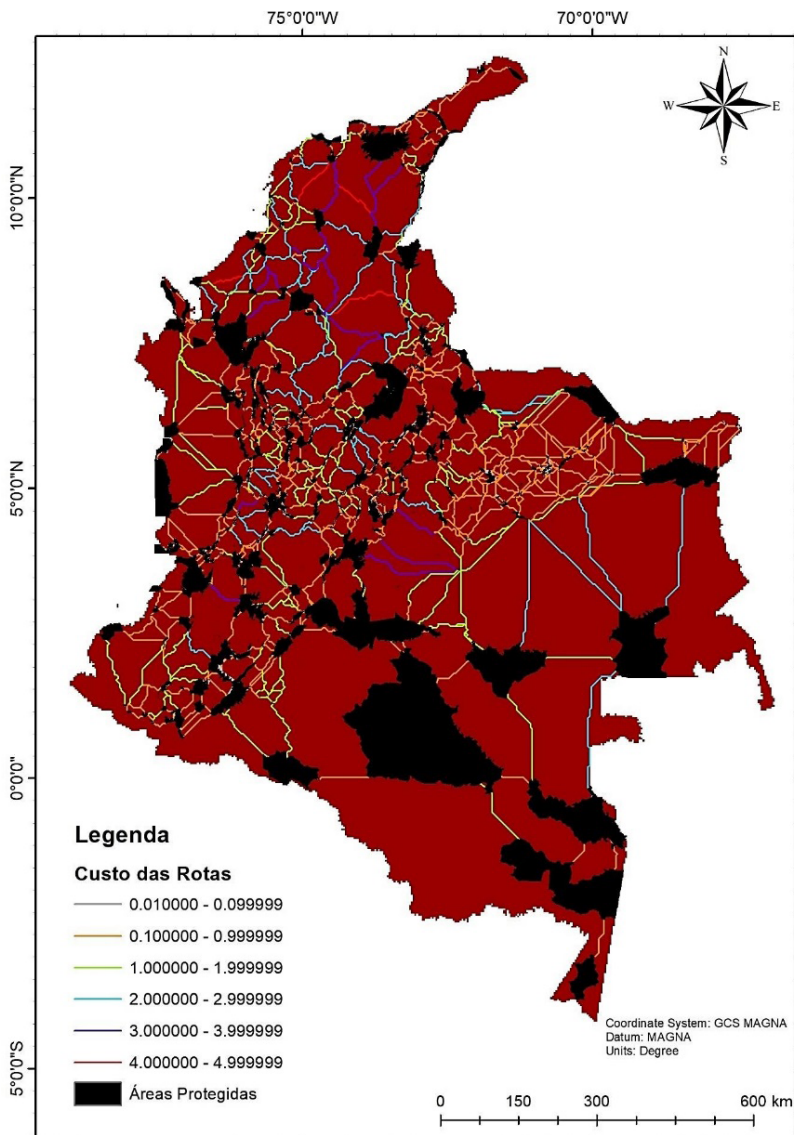 75°0'0"W
70°0'0"W
N
W
E
S
10°0'0"N
5°0'0"N
0°0'0"
5°0'0"S
Legenda
Custo das Rotas
0.010000 - 0.099999
0.100000 - 0.999999
1.000000 - 1.999999
2.000000 - 2.999999
3.000000 - 3.999999
4.000000 - 4.999999
Áreas Protegidas
Coordinate System: GCS MAGNA
Datum: MAGNA
Units: Degree
0 150 300 600 km